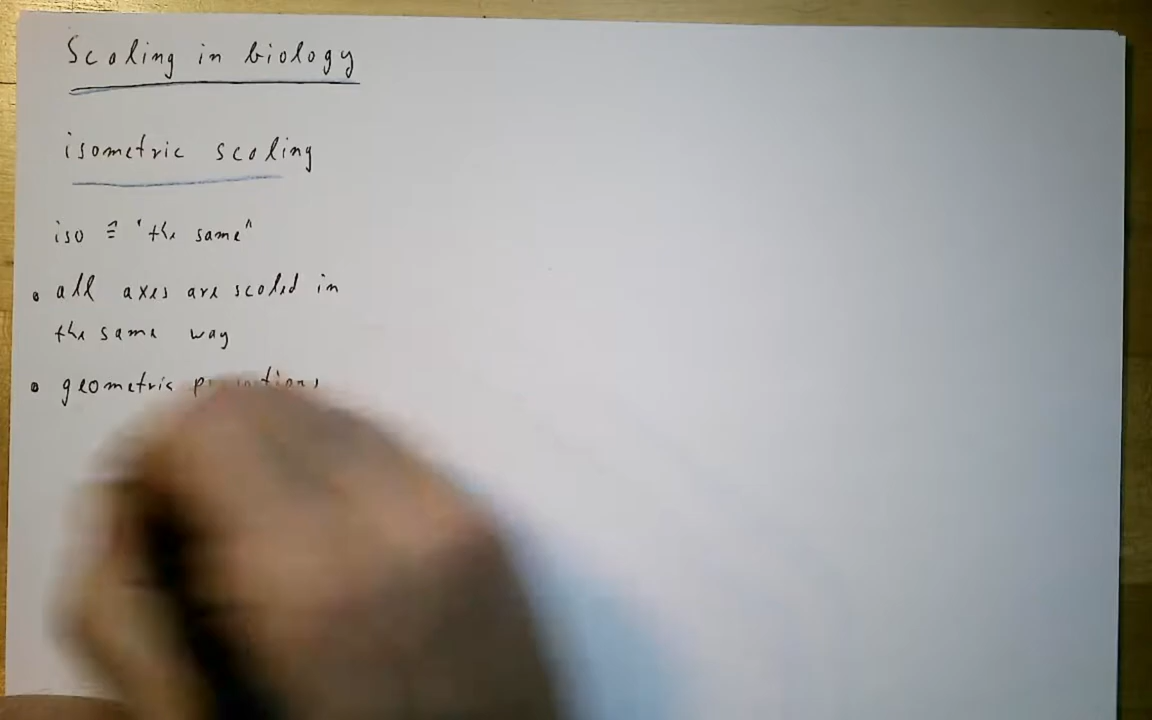 Scaling in biology
isometric scaling
iso ≙ "the same"
• all axes are scaled in
the same way
• geometric